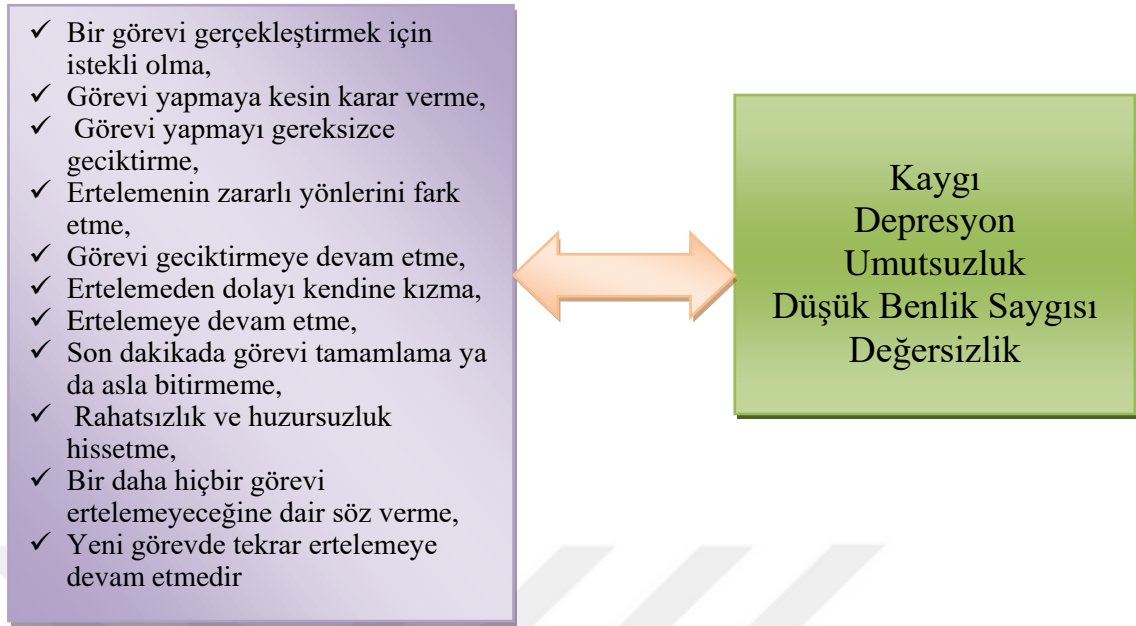 ✓ Bir görevi gerçekleştirmek için
istekli olma,
✓ Görevi yapmaya kesin karar verme,
✓ Görevi yapmayı gereksizce
geciktirme,
✓ Ertelemenin zararlı yönlerini fark
etme,
✓ Görevi geciktirmeye devam etme,
✓ Ertelemeden dolayı kendine kızma,
✓ Ertelemeye devam etme,
✓ Son dakikada görevi tamamlama ya
da asla bitirmeme,
✓ Rahatsızlık ve huzursuzluk
hissetme,
✓ Bir daha hiçbir görevi
ertelemeyeceğine dair söz verme,
✓ Yeni görevde tekrar ertelemeye
devam etmedir
Kaygı
Depresyon
Umutsuzluk
Düşük Benlik Saygısı
Değersizlik